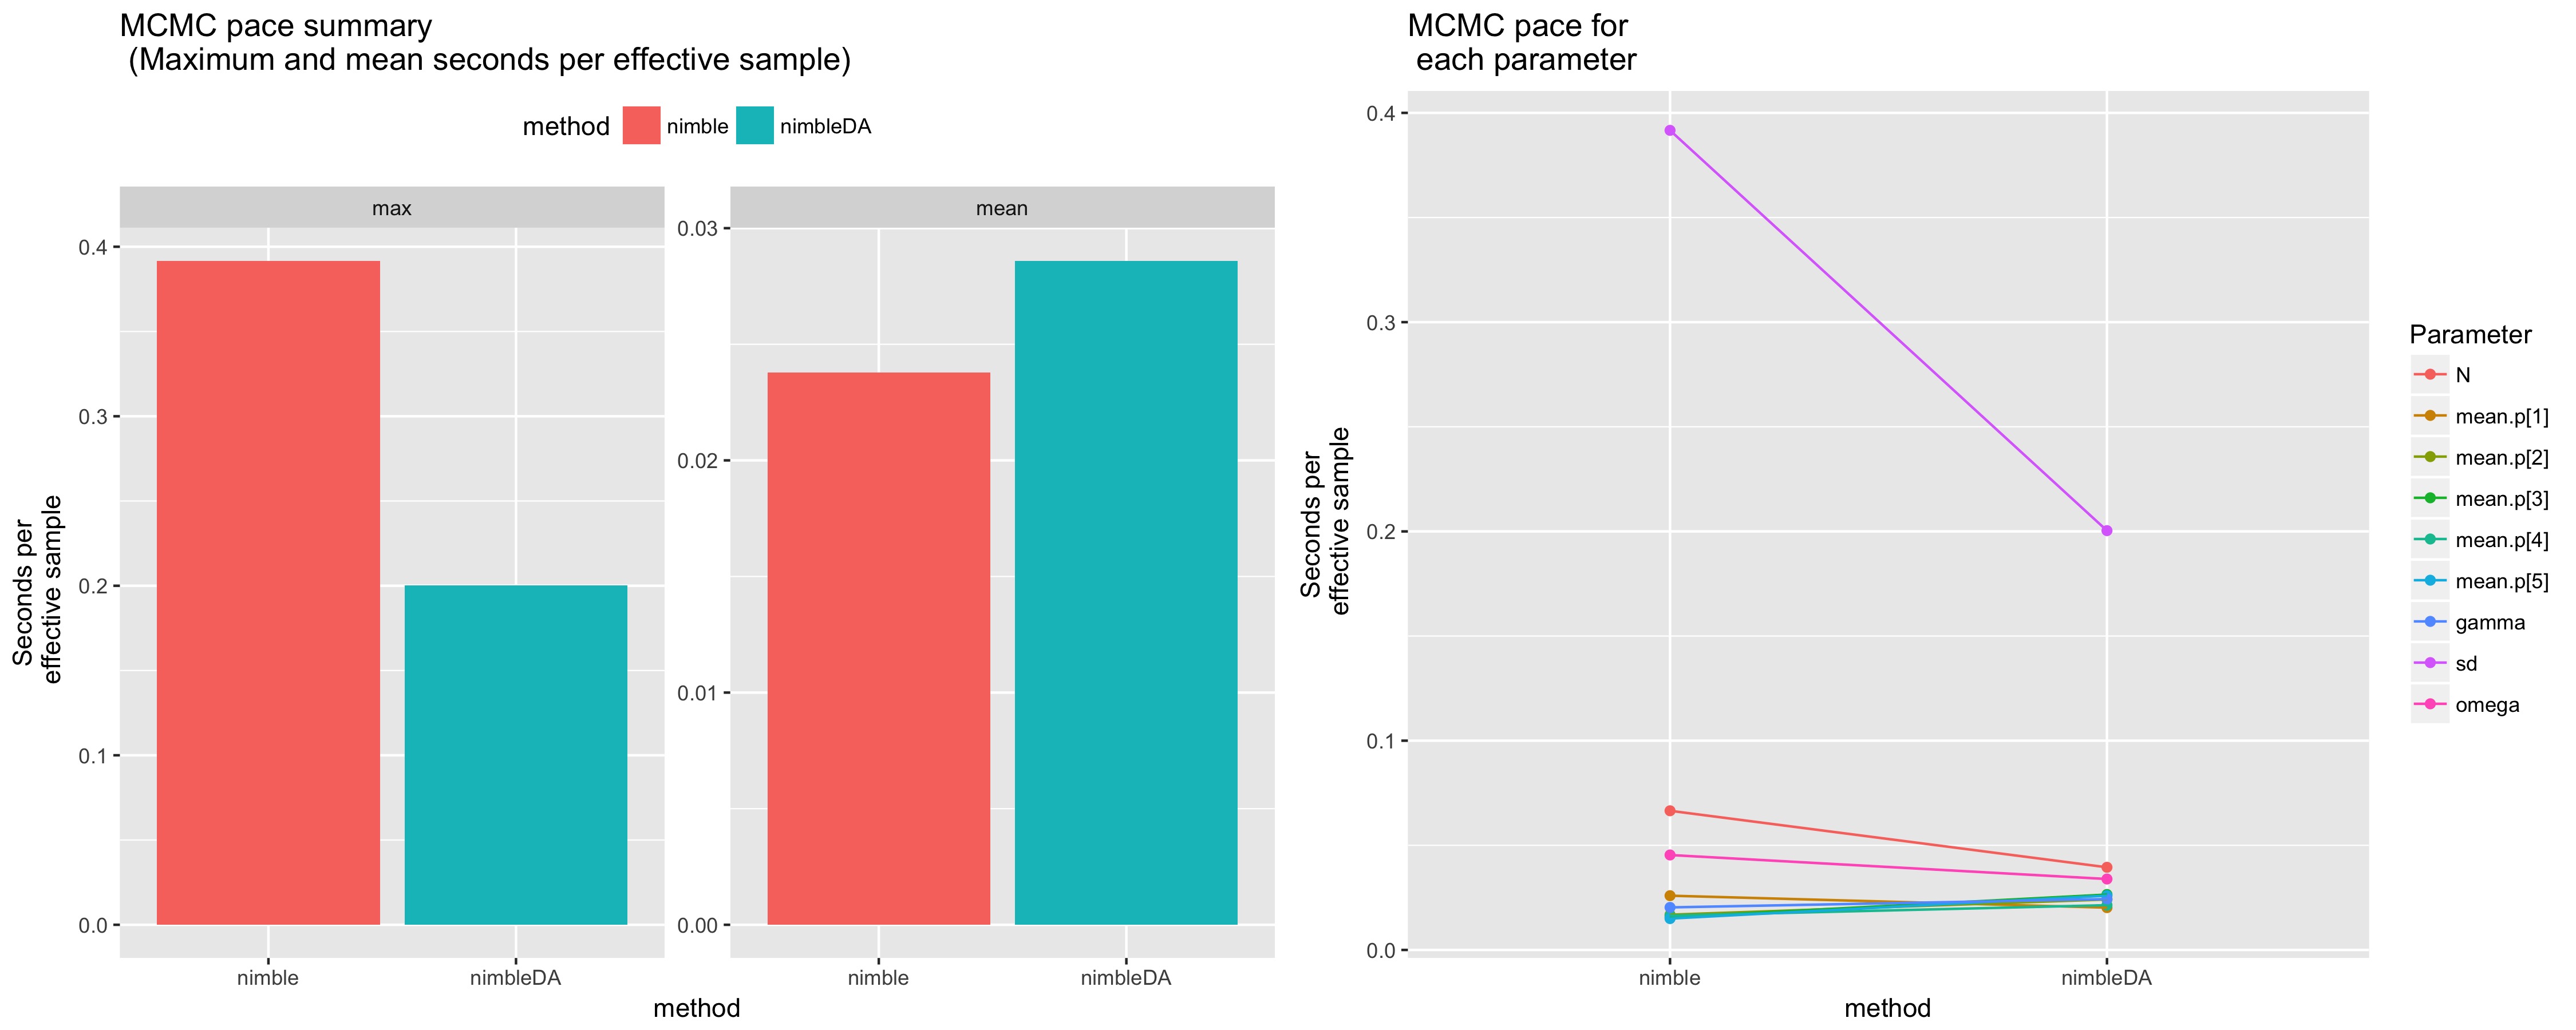 MCMC pace summary
(Maximum and mean seconds per effective sample)
method nimble nimbleDA
max
mean
0.4
0.3
0.2
0.1
0.0
0.03
0.02
0.01
0.00
Seconds per
effective sample
nimble nimbleDA
nimble nimbleDA
method
MCMC pace for
each parameter
0.4
0.3
0.2
0.1
0.0
Seconds per
effective sample
nimble nimbleDA
method
Parameter
N
mean.p[1]
mean.p[2]
mean.p[3]
mean.p[4]
mean.p[5]
gamma
sd
omega